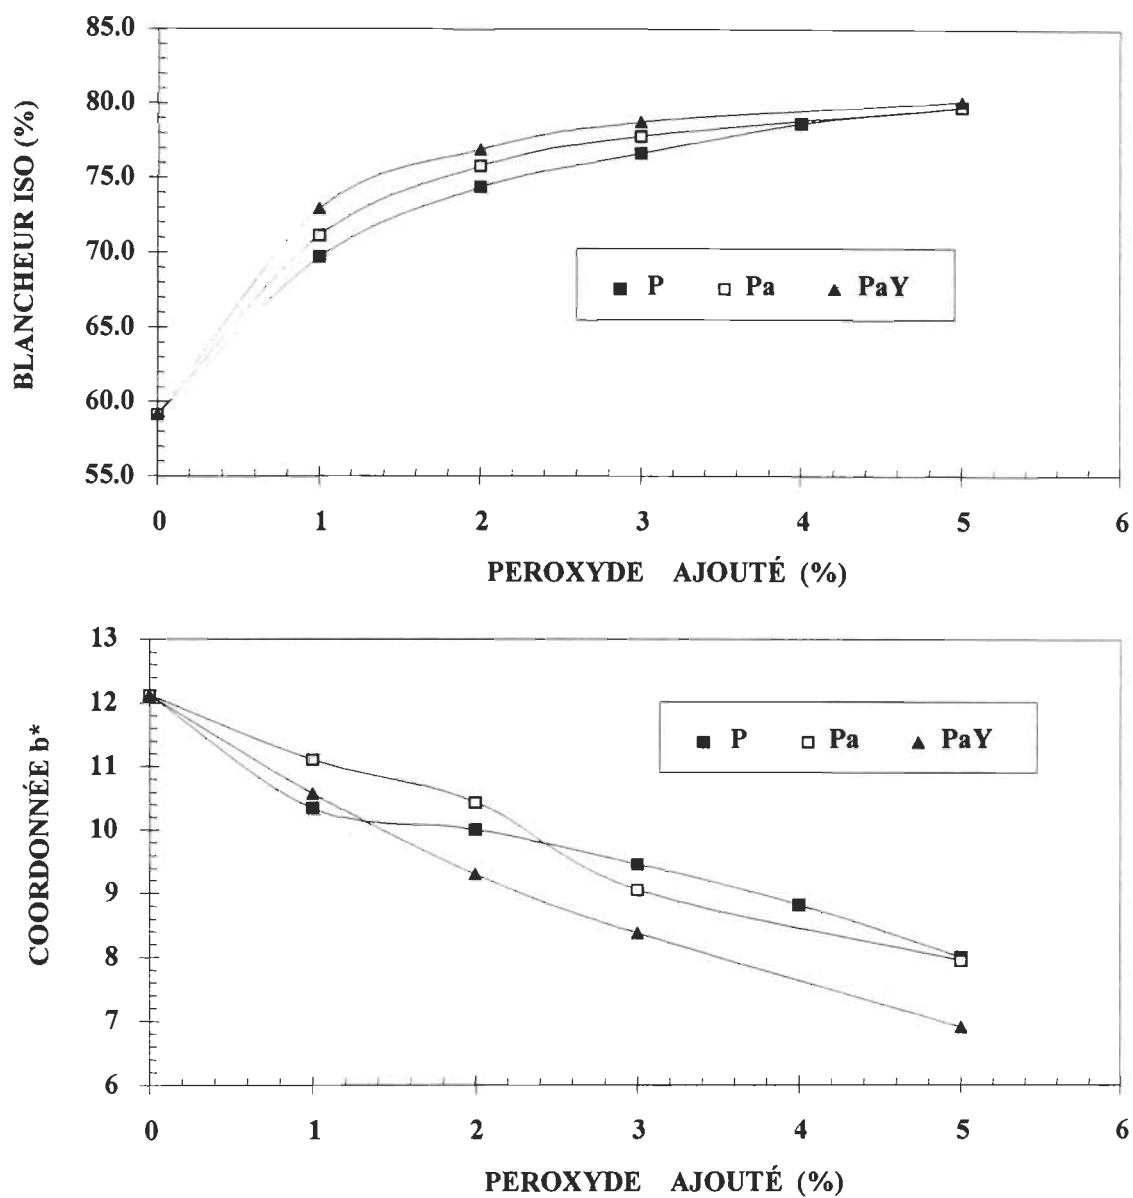 85.0
80.0
75.0
70.0
65.0
60.0
55.0
BLANCHEUR ISO (%)
P Pa PaY
0 1 2 3 4 5 6
PEROXYDE AJOUTÉ (%)
13
12
11
10
9
8
7
6
COORDONNÉE b*
P Pa PaY
0 1 2 3 4 5 6
PEROXYDE AJOUTÉ (%)